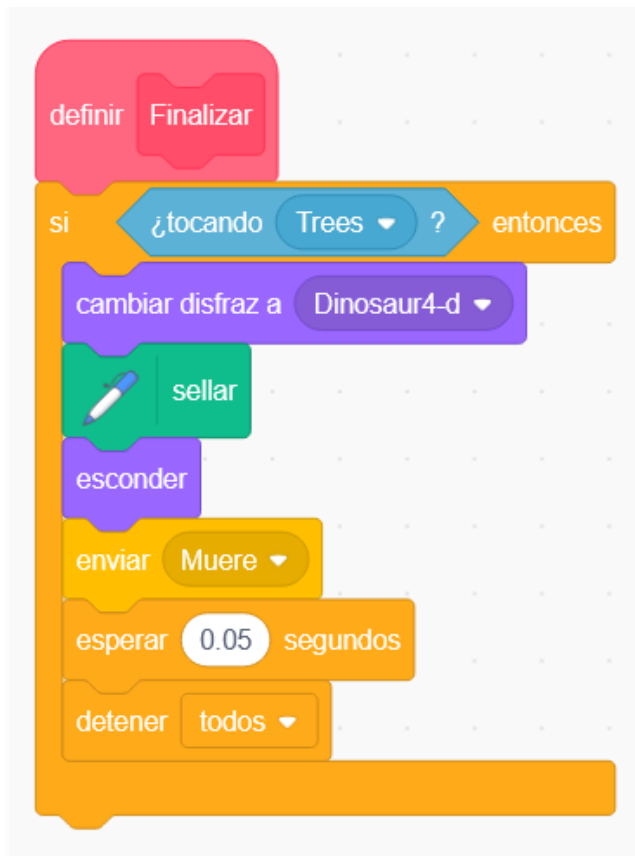 definir Finalizar
si ¿tocando Trees ? entonces
cambiar disfraz a Dinosaur4-d
sellar
esconder
enviar Muere
esperar 0.05 segundos
detener todos